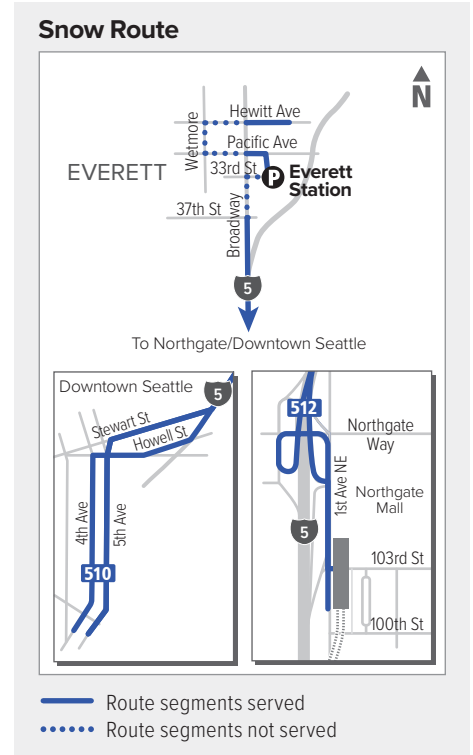 Snow Route
N
Hewitt Ave
Wetmore
Pacific Ave
EVERETT
33rd St
P
Everett
Station
37th St
Broadway
5
To Northgate/Downtown Seattle
Downtown Seattle
5
Stewart St
Howell St
4th Ave
5th Ave
510
512
Northgate
Way
1st Ave NE
Northgate
Mall
5
103rd St
100th St
Route segments served
Route segments not served